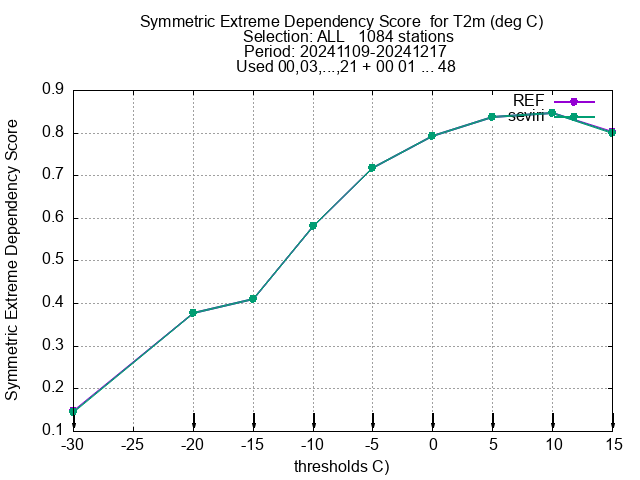 Symmetric Extreme Dependency Score  for T2m (deg C)
Selection: ALL   1084 stations
Period: 20241109-20241217
Used 00,03,...,21 + 00 01 ... 48
0.9
0.8
0.7
0.6
0.5
0.4
0.3
0.2
0.1
Symmetric Extreme Dependency Score
REF
seviri
-30
-25
-20
-15
-10
-5
0
5
10
15
thresholds C)